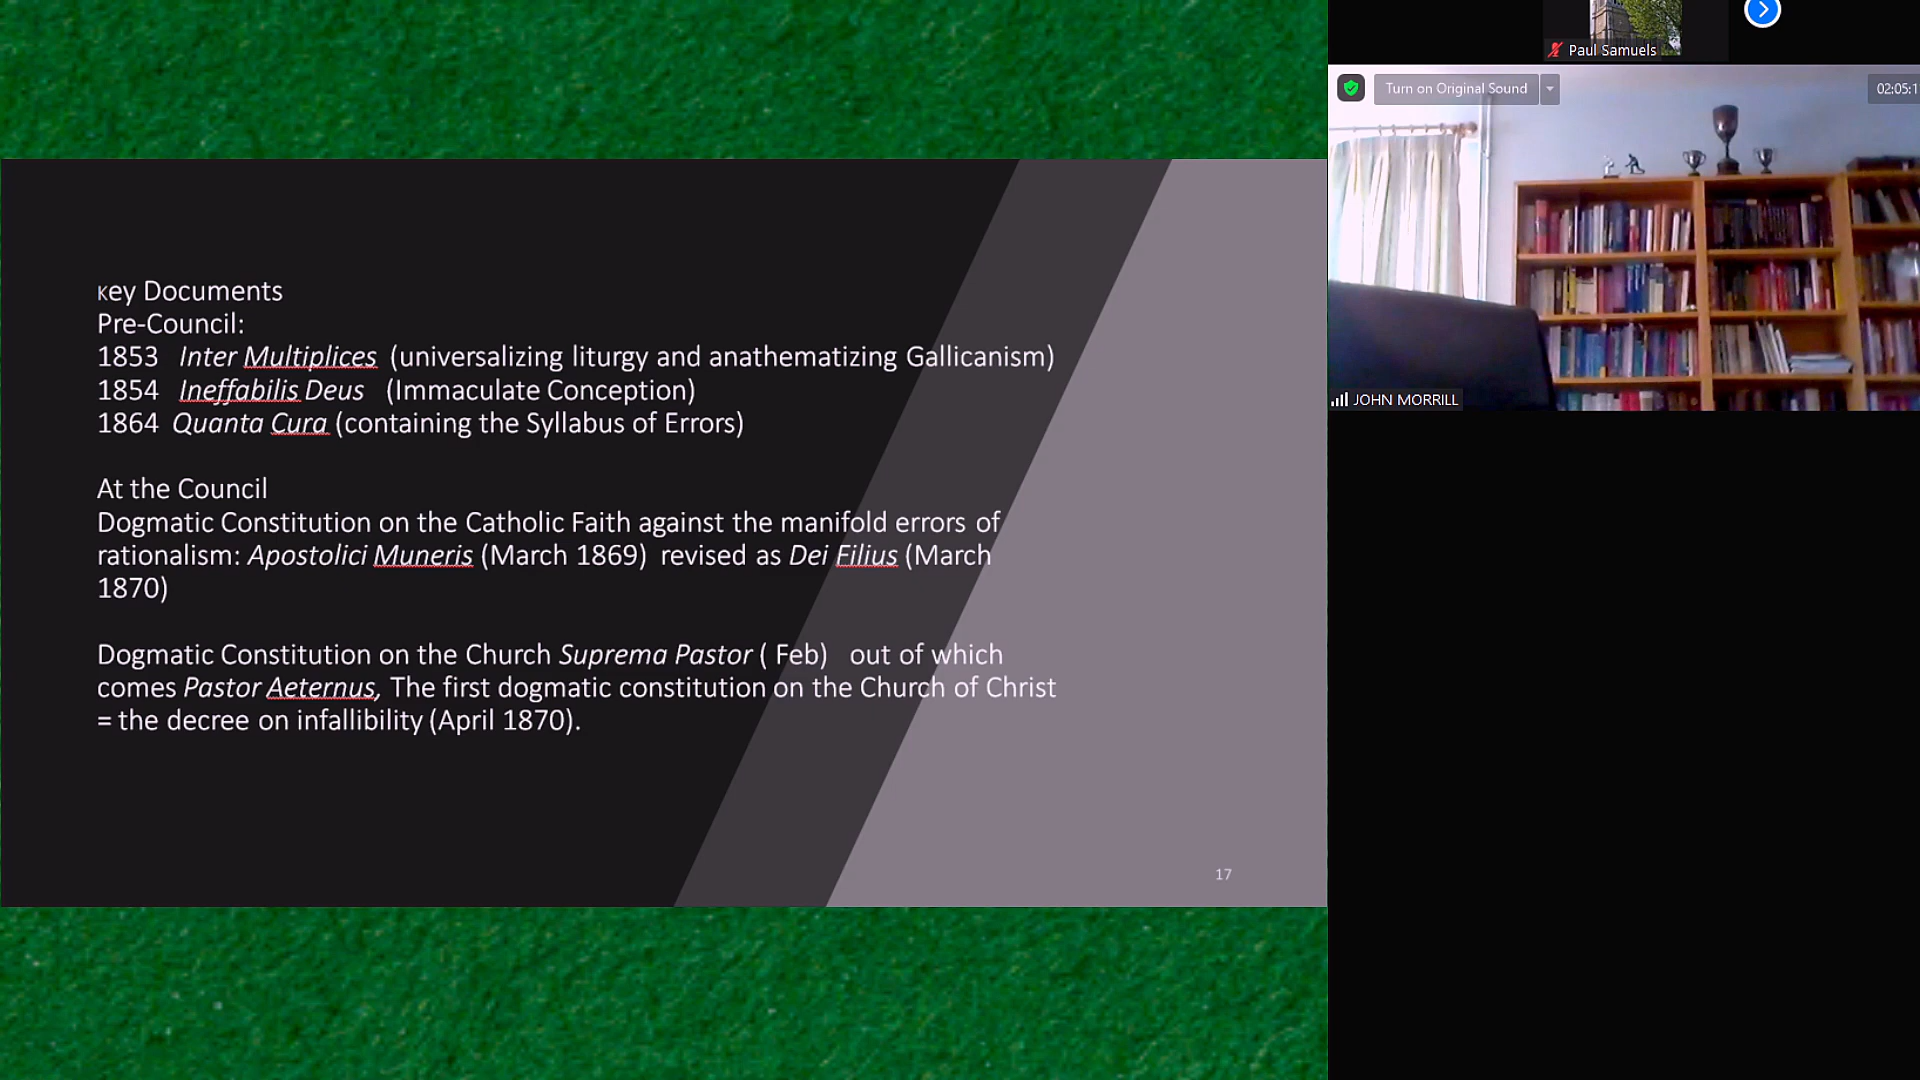 Key Documents
Pre-Council:
1853 Inter Multiplices (universalizing liturgy and anathematizing Gallicanism)
1854 Ineffabilis Deus (Immaculate Conception)
1864 Quanta Cura (containing the Syllabus of Errors)
At the Council
Dogmatic Constitution on the Catholic Faith against the manifold errors of
rationalism: Apostolici Muneris (March 1869) revised as Dei Filius (March
1870)
Dogmatic Constitution on the Church Suprema Pastor ( Feb) out of which
comes Pastor Aeternus, The first dogmatic constitution on the Church of Christ
= the decree on infallibility (April 1870).
17
Paul Samuels
Turn on Original Sound
02:05:1
JOHN MORRILL